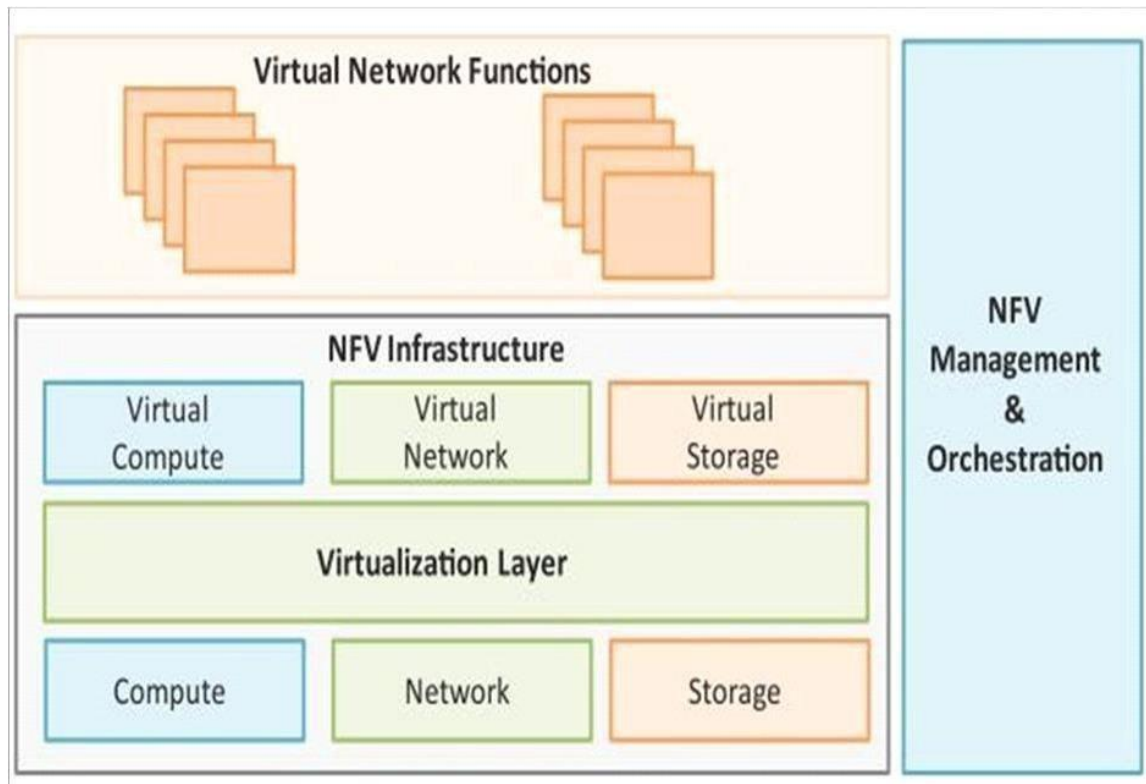 Virtual Network Functions
NFV Infrastructure
Virtual
Compute
Virtual
Network
Virtual
Storage
Virtualization Layer
Compute
Network
Storage
NFV
Management
&
Orchestration